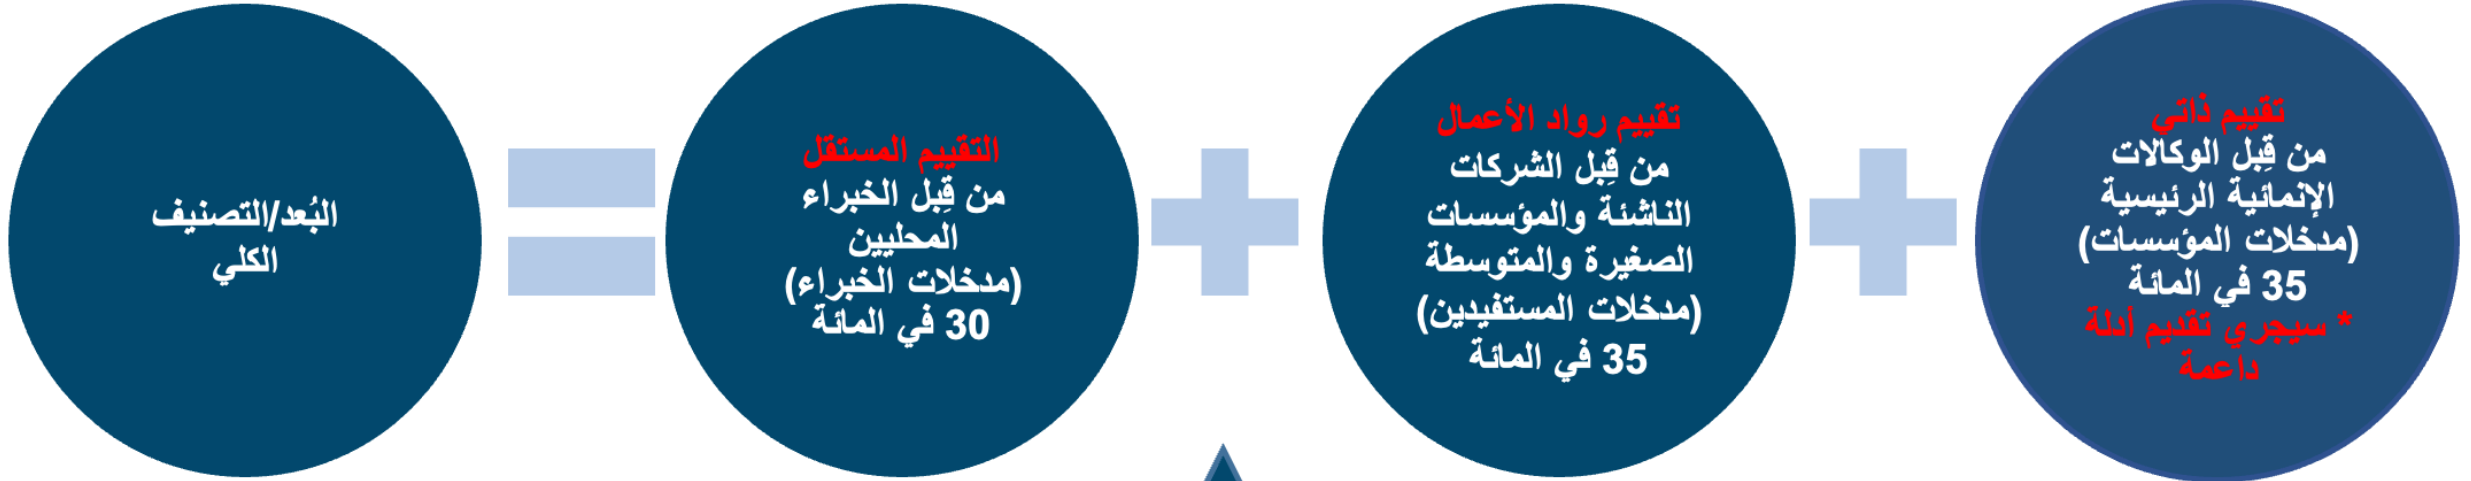 تقييم ذاتي
من قِبل الوكالات
الإنمائية الرئيسية
(مدخلات المؤسسات)
35 في المائة
* سيجري تقديم أدلة
داعمة
تقييم رواد الأعمال
من قِبل الشركات
الناشئة والمؤسسات
الصغيرة والمتوسطة
(مدخلات المستفيدين)
35 في المائة
التقييم المستقل
من قِبل الخبراء
المحليين
(مدخلات الخبراء)
30 في المائة
البُعد/التصنيف
الكلي